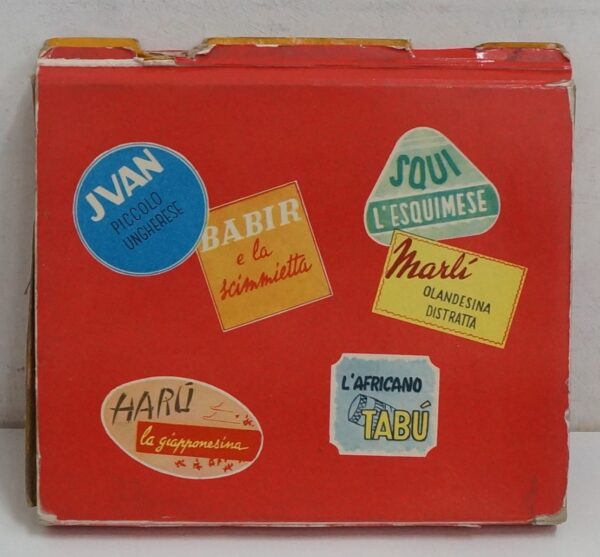 JVAN
PICCOLO
UNGHERESE
BABIR
e la
scimmietta
SQUI
L'ESQUIMESE
Marlí
OLANDESINA
DISTRATTA
HARÚ
la giapponesina
L'AFRICANO
TABÚ